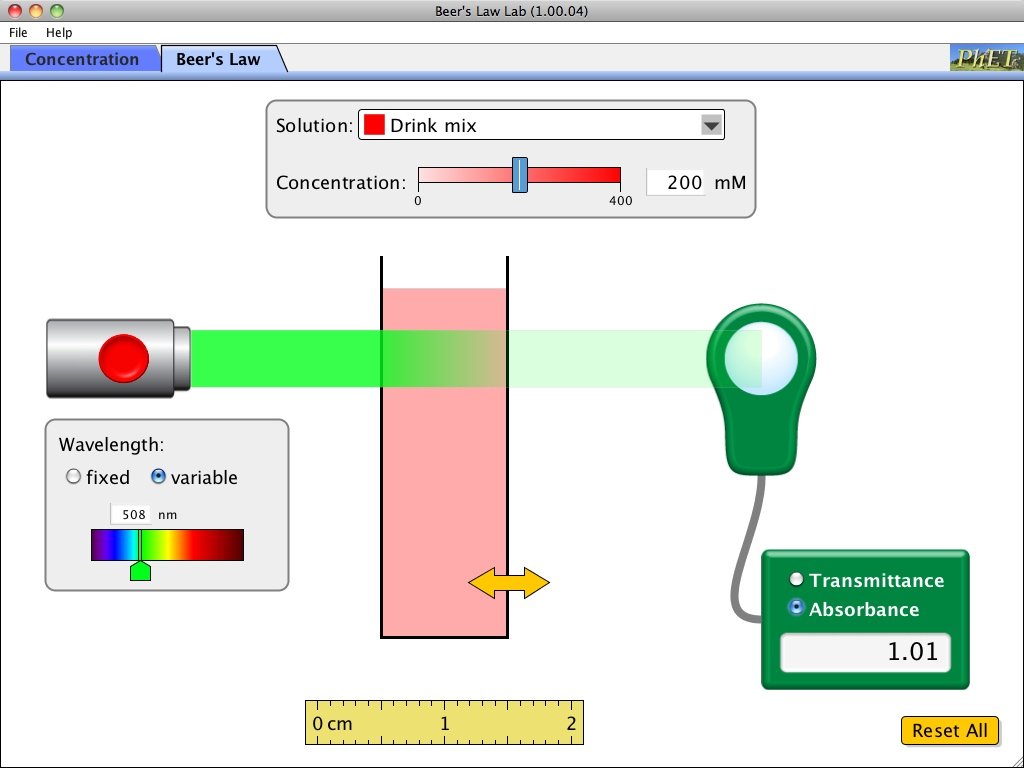 Beer's Law Lab (1.00.04)
File Help
Concentration Beer's Law
PhET
Solution: Drink mix
Concentration: 200 mM
0 400
Wavelength:
fixed variable
508 nm
Transmittance
Absorbance
1.01
0 cm 1 2
Reset All